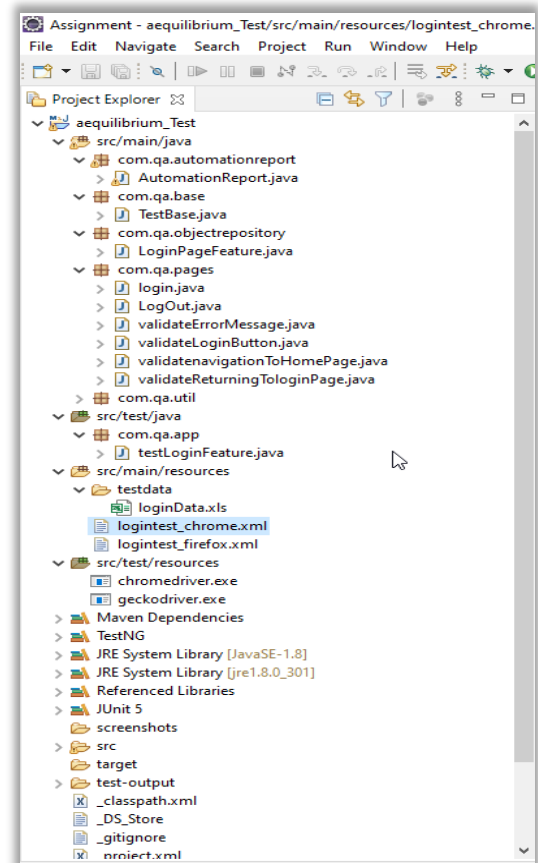 Assignment - aequilibrium_Test/src/main/resources/logintest_chrome.
File Edit Navigate Search Project Run Window Help
Project Explorer
aequilibrium_Test
src/main/java
com.qa.automationreport
AutomationReport.java
com.qa.base
TestBase.java
com.qa.objectrepository
LoginPageFeature.java
com.qa.pages
login.java
LogOut.java
validateErrorMessage.java
validateLoginButton.java
validatenavigationToHomePage.java
validateReturningTologinPage.java
com.qa.util
src/test/java
com.qa.app
testLoginFeature.java
src/main/resources
testdata
loginData.xls
logintest_chrome.xml
logintest_firefox.xml
src/test/resources
chromedriver.exe
geckodriver.exe
Maven Dependencies
TestNG
JRE System Library [JavaSE-1.8]
JRE System Library [jre1.8.0_301]
Referenced Libraries
JUnit 5
screenshots
src
target
test-output
_classpath.xml
_DS_Store
_gitignore
_project.xml